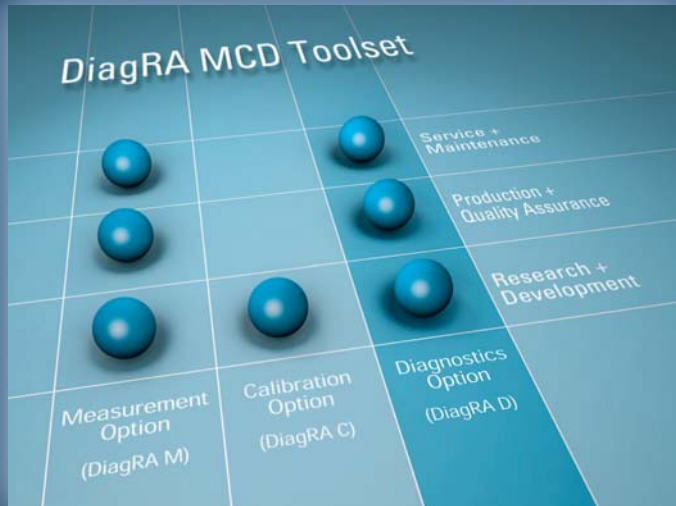 DiagRA MCD Toolset
Service +
Maintenance
Production +
Quality Assurance
Research +
Development
Measurement
Option
(DiagRA M)
Calibration
Option
(DiagRA C)
Diagnostics
Option
(DiagRA D)